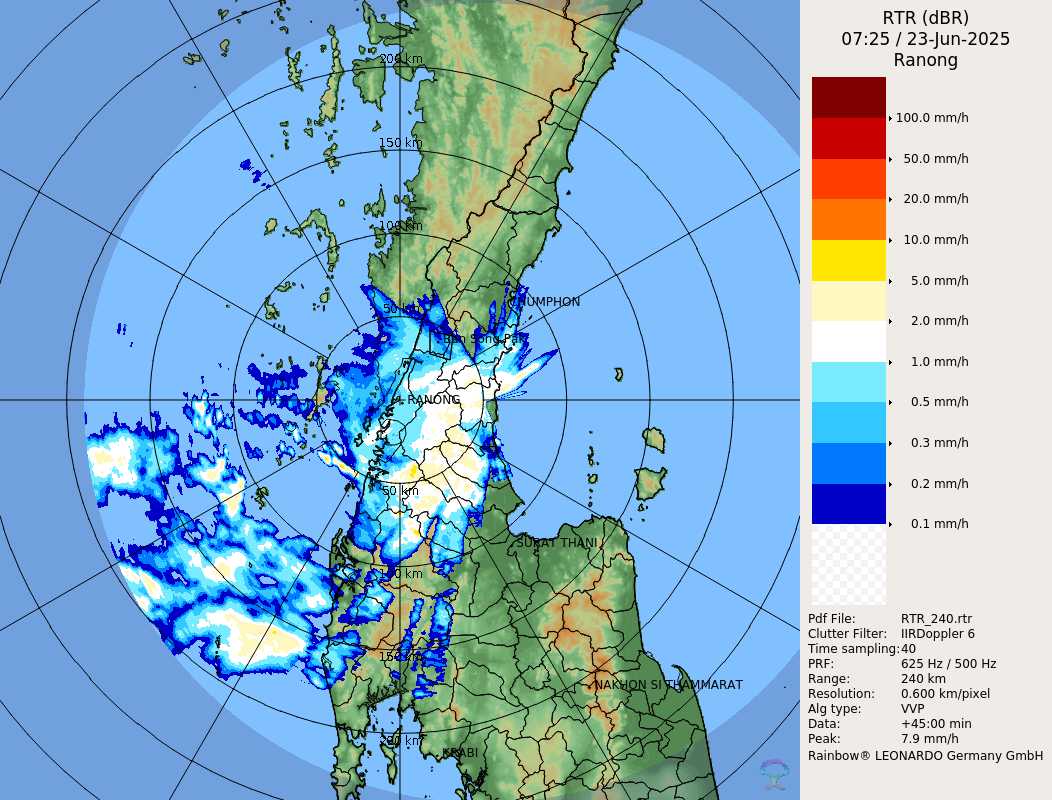 RTR (dBR)
07:25 / 23-Jun-2025
Ranong
100.0 mm/h
50.0 mm/h
20.0 mm/h
10.0 mm/h
5.0 mm/h
2.0 mm/h
1.0 mm/h
0.5 mm/h
0.3 mm/h
0.2 mm/h
0.1 mm/h
Pdf File: RTR_240.rtr
Clutter Filter: IIRDoppler 6
Time sampling: 40
PRF: 625 Hz / 500 Hz
Range: 240 km
Resolution: 0.600 km/pixel
Alg type: VVP
Data: +45:00 min
Peak: 7.9 mm/h
Rainbow® LEONARDO Germany GmbH
200 km
150 km
100 km
50 km
CHUMPHON
RANONG
50 km
SURAT THANI
100 km
150 km
NAKHON SI THAMMARAT
200 km
KRABI